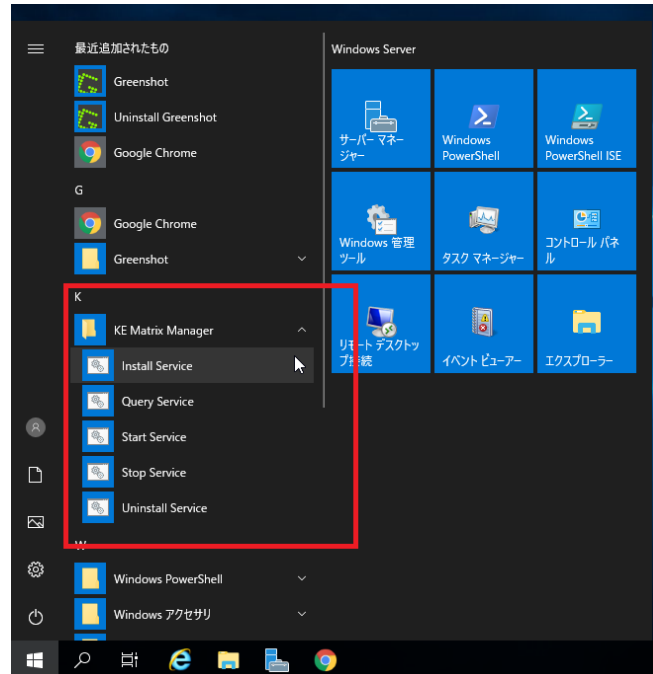 最近追加されたもの
Greenshot
Uninstall Greenshot
Google Chrome
G
Google Chrome
Greenshot
K
KE Matrix Manager
Install Service
Query Service
Start Service
Stop Service
Uninstall Service
W
Windows PowerShell
Windows アクセサリ
Windows Server
サーバー マネー
ジャー
Windows
PowerShell
Windows
PowerShell ISE
Windows 管理
ツール
タスク マネージャー
コントロール パネ
ル
リモート デスクトッ
プ接続
イベント ビューアー
エクスプローラー